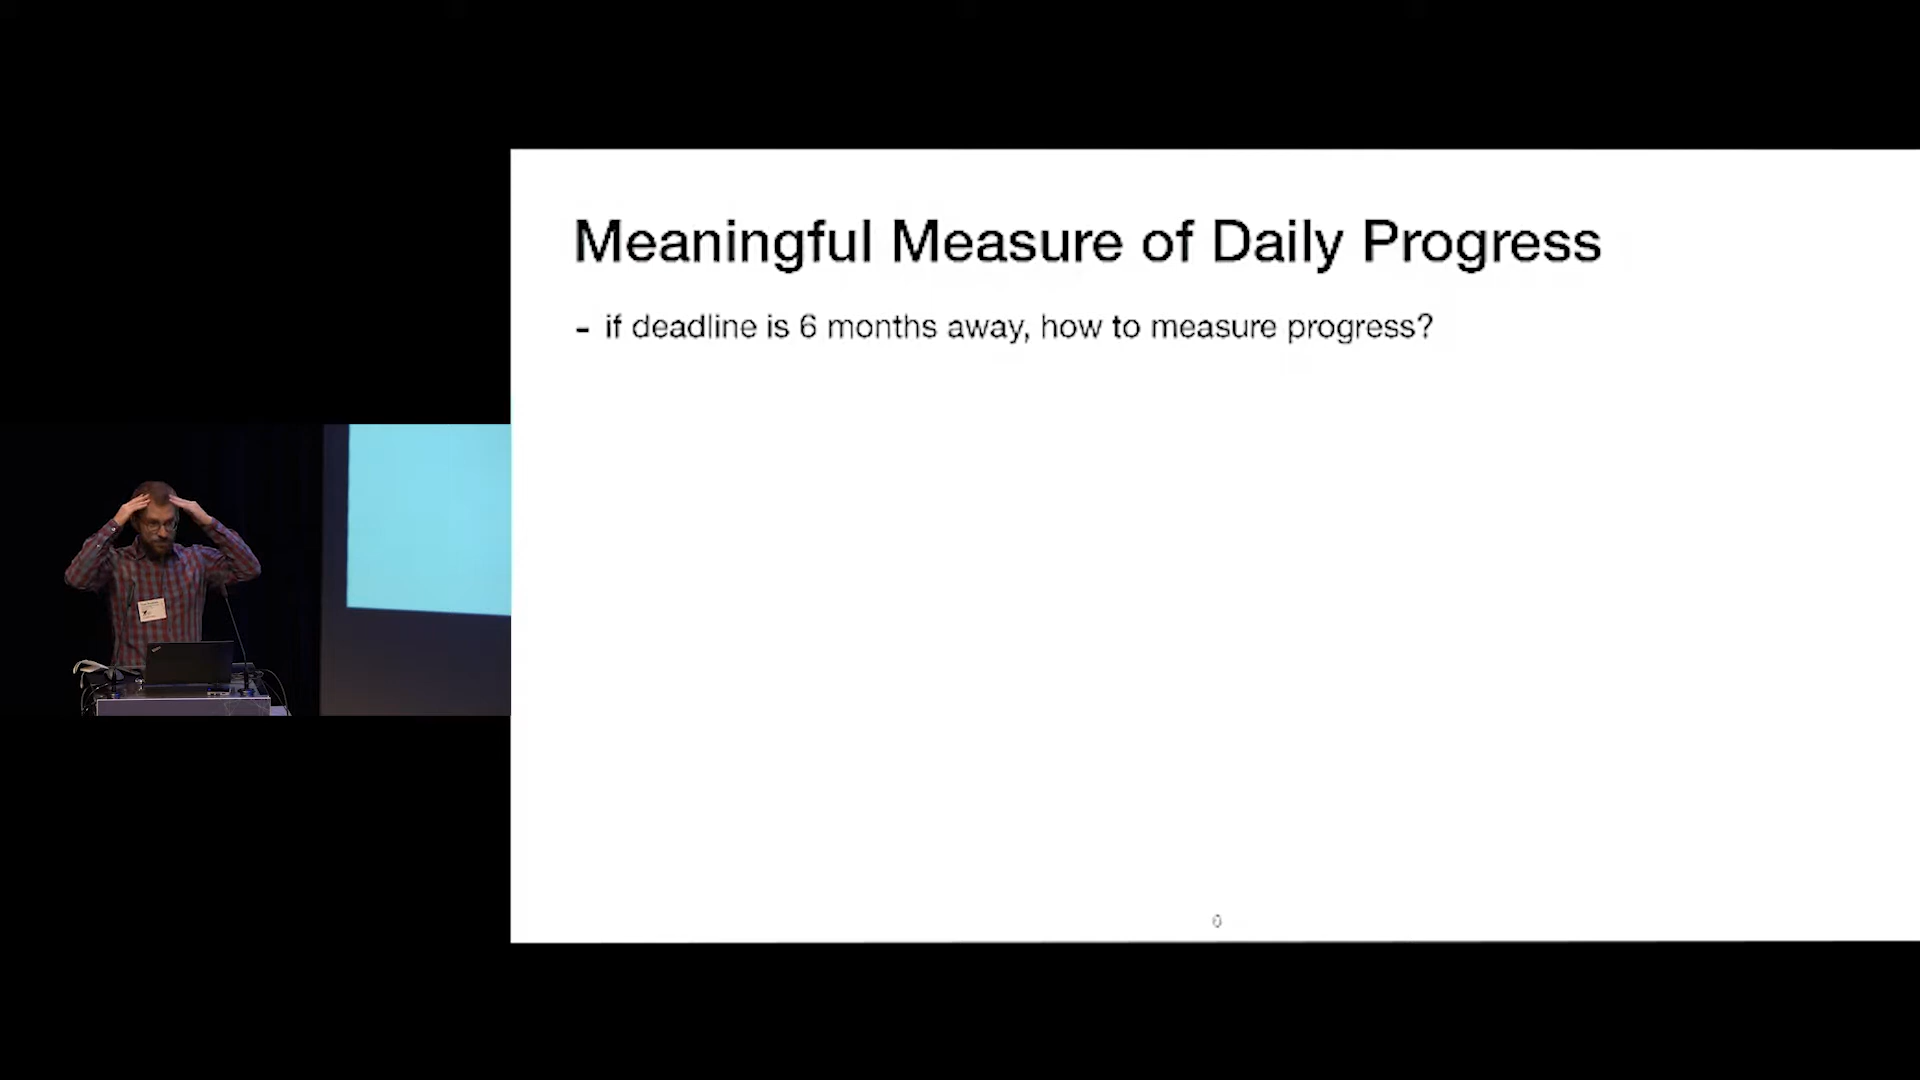 Meaningful Measure of Daily Progress
- if deadline is 6 months away, how to measure progress?